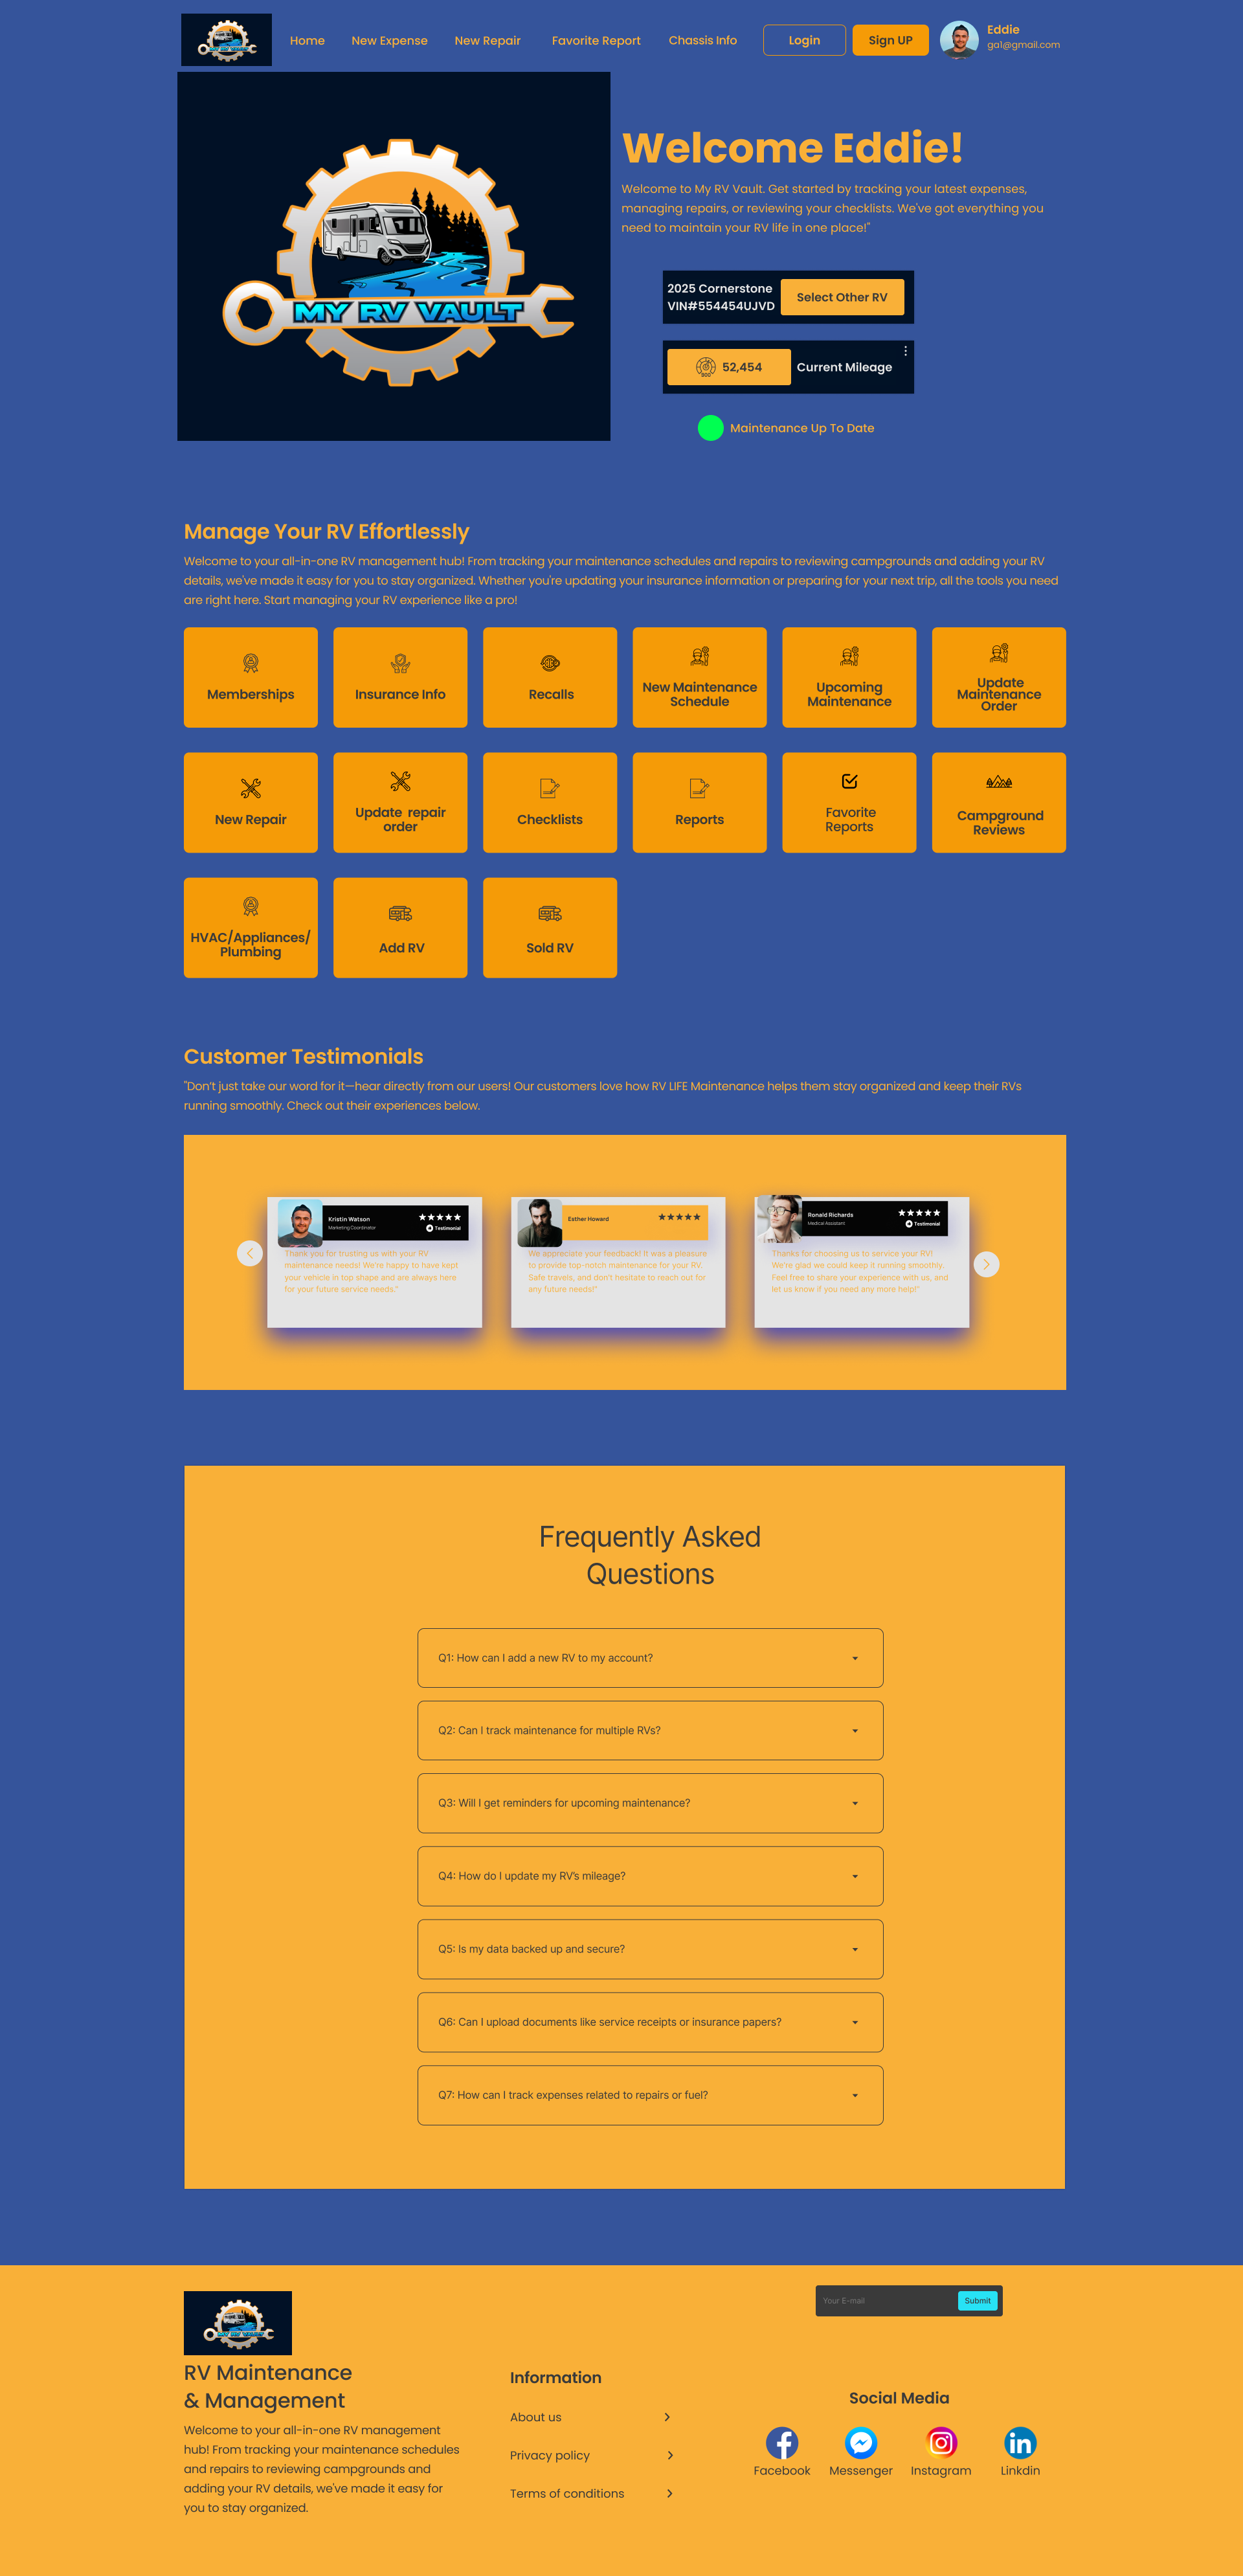 MY RV VAULT
Home
New Expense
New Repair
Favorite Report
Chassis Info
Login
Sign UP
Eddie
ga1@gmail.com
MY RV VAULT
Welcome Eddie!
Welcome to My RV Vault. Get started by tracking your latest expenses,
managing repairs, or reviewing your checklists. We've got everything you
need to maintain your RV life in one place!"
2025 Cornerstone
VIN#554454UJVD
Select Other RV
52,454
Current Mileage
Maintenance Up To Date
Manage Your RV Effortlessly
Welcome to your all-in-one RV management hub! From tracking your maintenance schedules and repairs to reviewing campgrounds and adding your RV
details, we've made it easy for you to stay organized. Whether you're updating your insurance information or preparing for your next trip, all the tools you need
are right here. Start managing your RV experience like a pro!
Memberships
Insurance Info
Recalls
New Maintenance
Schedule
Upcoming
Maintenance
Update
Maintenance
Order
New Repair
Update repair
order
Checklists
Reports
Favorite
Reports
Campground
Reviews
HVAC/Appliances/
Plumbing
Add RV
Sold RV
Customer Testimonials
"Don't just take our word for it—hear directly from our users! Our customers love how RV LIFE Maintenance helps them stay organized and keep their RVs
running smoothly. Check out their experiences below.
Kristin Watson
Marketing Coordinator
Testimonial
Thank you for trusting us with your RV
maintenance needs! We're happy to have kept
your vehicle in top shape and are always here
for your future service needs."
Esther Howard
We appreciate your feedback! It was a pleasure
to provide top-notch maintenance for your RV.
Safe travels, and don't hesitate to reach out for
any future needs!"
Ronald Richards
Medical Assistant
Testimonial
Thanks for choosing us to service your RV!
We're glad we could keep it running smoothly.
Feel free to share your experience with us, and
let us know if you need any more help!"
Frequently Asked
Questions
Q1: How can I add a new RV to my account?
Q2: Can I track maintenance for multiple RVs?
Q3: Will I get reminders for upcoming maintenance?
Q4: How do I update my RV's mileage?
Q5: Is my data backed up and secure?
Q6: Can I upload documents like service receipts or insurance papers?
Q7: How can I track expenses related to repairs or fuel?
Your E-mail
Submit
MY RV VAULT
RV Maintenance
& Management
Welcome to your all-in-one RV management
hub! From tracking your maintenance schedules
and repairs to reviewing campgrounds and
adding your RV details, we've made it easy for
you to stay organized.
Information
About us
Privacy policy
Terms of conditions
Social Media
Facebook
Messenger
Instagram
Linkdin